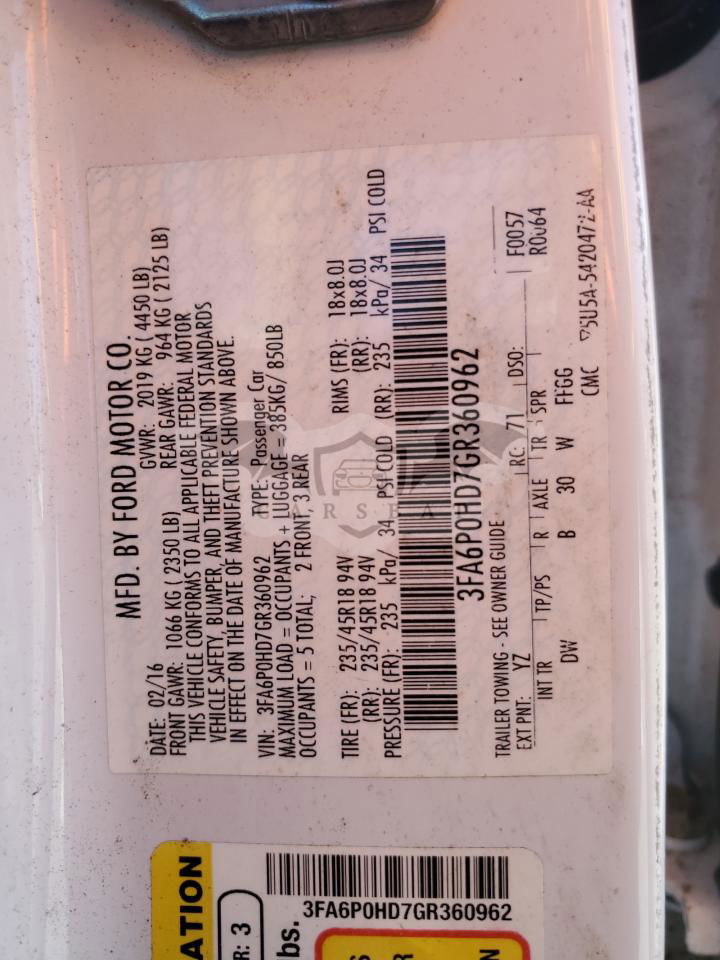 MFD. BY FORD MOTOR CO.
DATE: 02/16 GVWR: 2019 KG ( 4450 LB)
FRONT GAWR: 1066 KG ( 2350 LB) REAR GAWR: 964 KG ( 2125 LB)
THIS VEHICLE CONFORMS TO ALL APPLICABLE FEDERAL MOTOR
VEHICLE SAFETY, BUMPER, AND THEFT PREVENTION STANDARDS
IN EFFECT ON THE DATE OF MANUFACTURE SHOWN ABOVE.
VIN: 3FA6P0HD7GR360962 TYPE: Passenger Car
MAXIMUM LOAD = OCCUPANTS + LUGGAGE = 385KG/ 850LB
OCCUPANTS = 5 TOTAL; 2 FRONT, 3 REAR
TIRE (FR): 235/45R18 94V RIMS (FR): 18x8.0J
(RR): 235/45R18 94V (RR): 18x8.0J
PRESSURE (FR): 235 kPa/ 34 PSI COLD (RR): 235 kPa/ 34 PSI COLD
3FA6P0HD7GR360962
TRAILER TOWING - SEE OWNER GUIDE
EXT PNT: YZ RC: 71 DSO: F0057
R0064
INT TR TP/PS R AXLE TR SPR
DW B 30 W FFGG
CMC 5U5A-5420472-AA
ATION
R: 3
lbs.
3FA6P0HD7GR360962